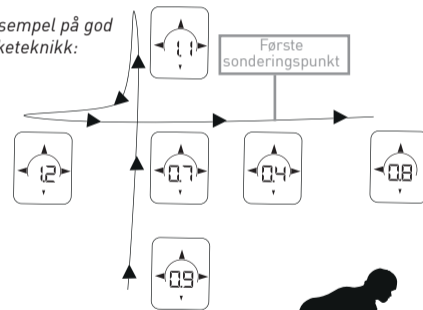 sempel på god
keteknikk:
1.1
Første
sonderingspunkt
1.2
0.7
0.4
0.8
0.9